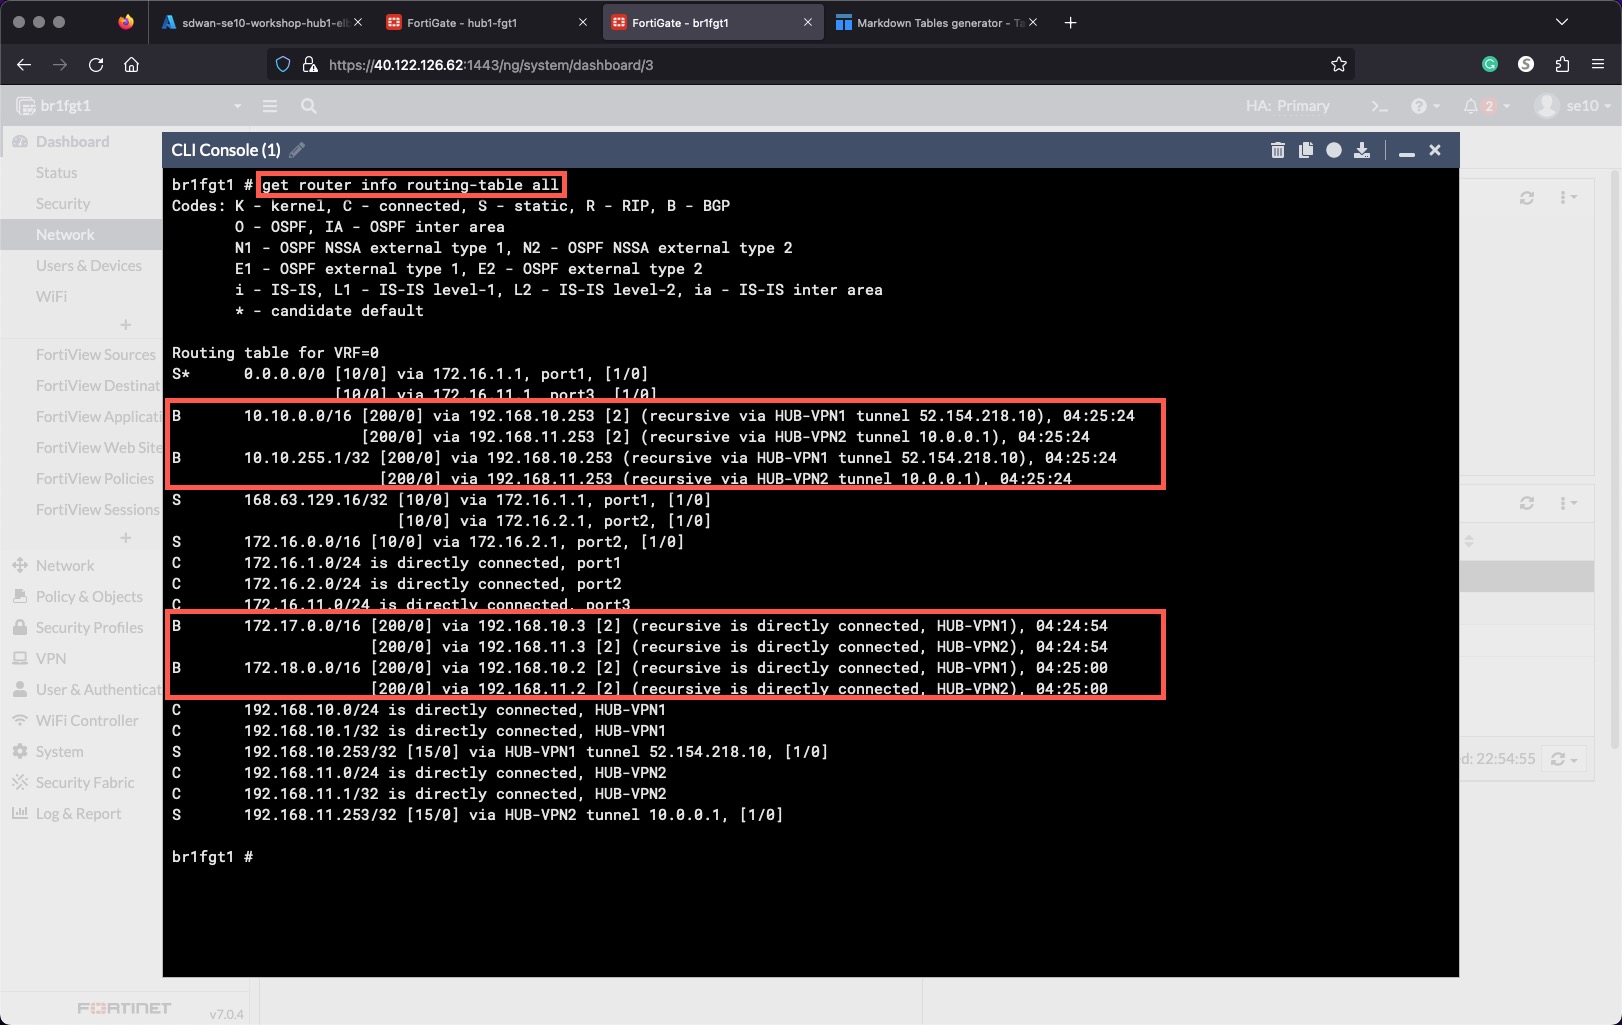 sdwan-se10-workshop-hub1-elb
FortiGate - hub1-fgt1
FortiGate - br1fgt1
Markdown Tables generator - Ta
https://40.122.126.62:1443/ng/system/dashboard/3
br1fgt1
HA: Primary
>_
2
se10
Dashboard
Status
Security
Network
Users & Devices
WiFi
FortiView Sources
FortiView Destinat
FortiView Applicati
FortiView Web Site
FortiView Policies
FortiView Sessions
Network
Policy & Objects
Security Profiles
VPN
User & Authenticat
WiFi Controller
System
Security Fabric
Log & Report
FORTINET
v7.0.4
CLI Console (1)
br1fgt1 # get router info routing-table all
Codes: K - kernel, C - connected, S - static, R - RIP, B - BGP
O - OSPF, IA - OSPF inter area
N1 - OSPF NSSA external type 1, N2 - OSPF NSSA external type 2
E1 - OSPF external type 1, E2 - OSPF external type 2
i - IS-IS, L1 - IS-IS level-1, L2 - IS-IS level-2, ia - IS-IS inter area
* - candidate default
Routing table for VRF=0
S* 0.0.0.0/0 [10/0] via 172.16.1.1, port1, [1/0]
[10/0] via 172.16.11.1, port3, [1/0]
B 10.10.0.0/16 [200/0] via 192.168.10.253 [2] (recursive via HUB-VPN1 tunnel 52.154.218.10), 04:25:24
[200/0] via 192.168.11.253 [2] (recursive via HUB-VPN2 tunnel 10.0.0.1), 04:25:24
B 10.10.255.1/32 [200/0] via 192.168.10.253 (recursive via HUB-VPN1 tunnel 52.154.218.10), 04:25:24
[200/0] via 192.168.11.253 (recursive via HUB-VPN2 tunnel 10.0.0.1), 04:25:24
S 168.63.129.16/32 [10/0] via 172.16.1.1, port1, [1/0]
[10/0] via 172.16.2.1, port2, [1/0]
S 172.16.0.0/16 [10/0] via 172.16.2.1, port2, [1/0]
C 172.16.1.0/24 is directly connected, port1
C 172.16.2.0/24 is directly connected, port2
C 172.16.11.0/24 is directly connected, port3
B 172.17.0.0/16 [200/0] via 192.168.10.3 [2] (recursive is directly connected, HUB-VPN1), 04:24:54
[200/0] via 192.168.11.3 [2] (recursive is directly connected, HUB-VPN2), 04:24:54
B 172.18.0.0/16 [200/0] via 192.168.10.2 [2] (recursive is directly connected, HUB-VPN1), 04:25:00
[200/0] via 192.168.11.2 [2] (recursive is directly connected, HUB-VPN2), 04:25:00
C 192.168.10.0/24 is directly connected, HUB-VPN1
C 192.168.10.1/32 is directly connected, HUB-VPN1
S 192.168.10.253/32 [15/0] via HUB-VPN1 tunnel 52.154.218.10, [1/0]
C 192.168.11.0/24 is directly connected, HUB-VPN2
C 192.168.11.1/32 is directly connected, HUB-VPN2
S 192.168.11.253/32 [15/0] via HUB-VPN2 tunnel 10.0.0.1, [1/0]
br1fgt1 #
d: 22:54:55